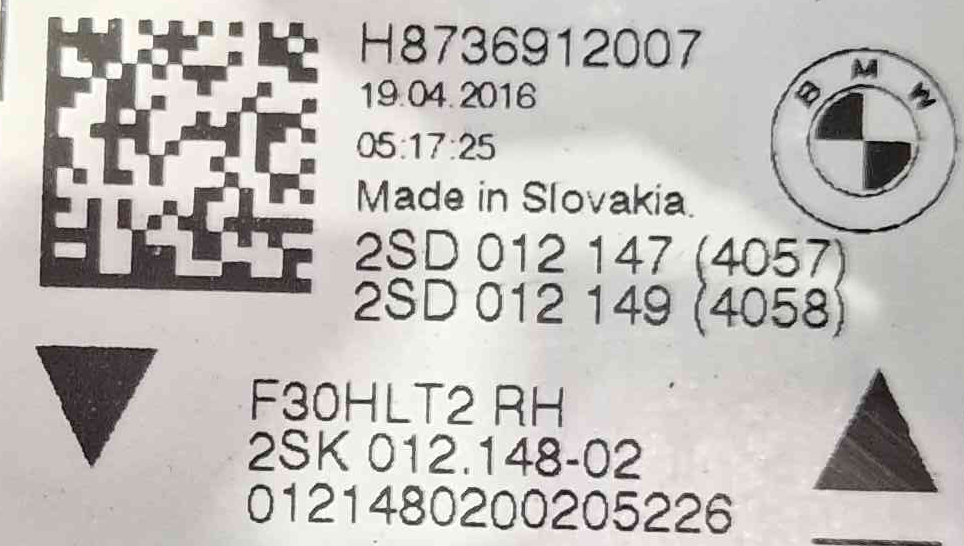 H8736912007
19.04.2016
05:17:25
BMW
Made in Slovakia.
2SD 012 147 (4057)
2SD 012 149 (4058)
F30HLT2 RH
2SK 012.148-02
0121480200205226